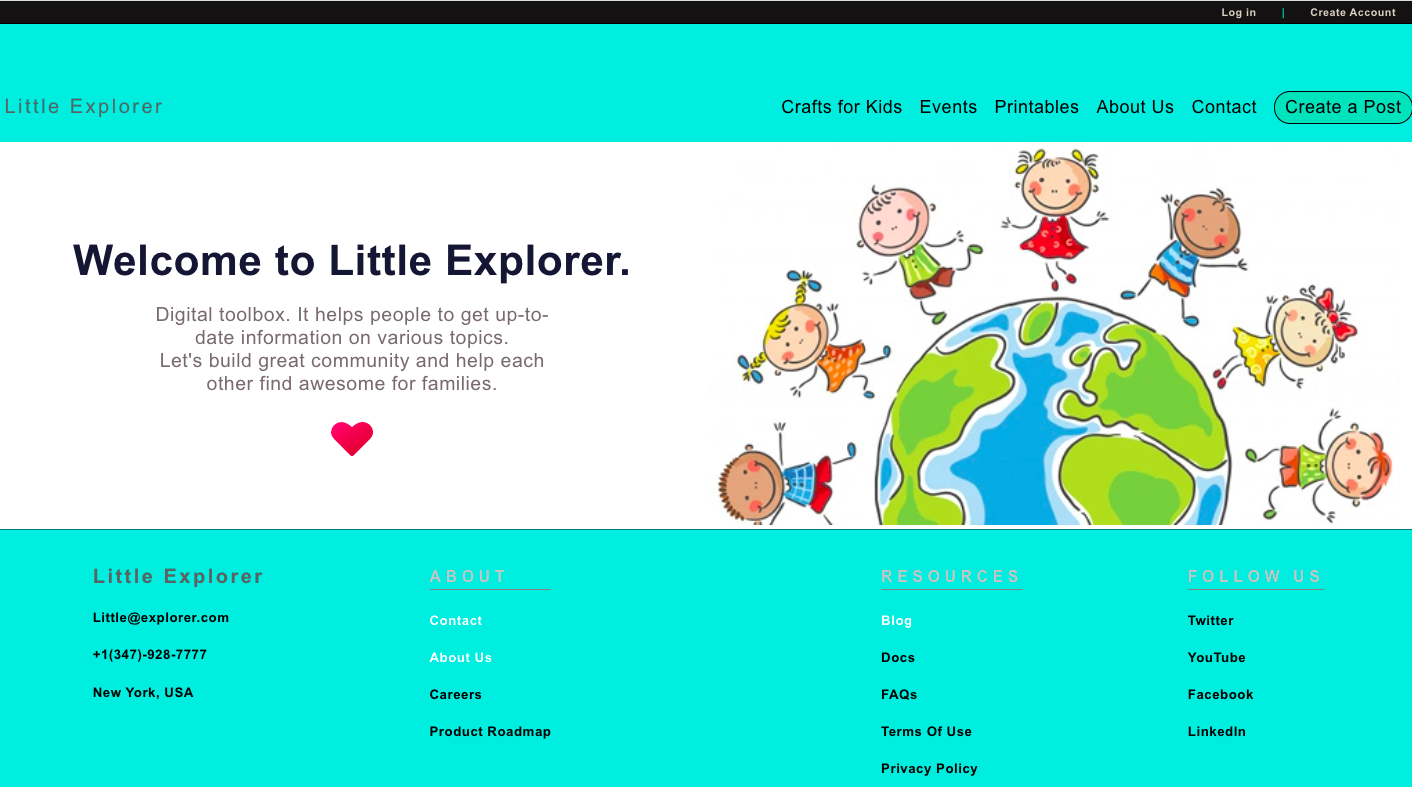 Log in | Create Account
Little Explorer
Crafts for Kids Events Printables About Us Contact Create a Post
Welcome to Little Explorer.
Digital toolbox. It helps people to get up-to-
date information on various topics.
Let's build great community and help each
other find awesome for families.
Little Explorer
Little@explorer.com
+1(347)-928-7777
New York, USA
ABOUT
Contact
About Us
Careers
Product Roadmap
RESOURCES
Blog
Docs
FAQs
Terms Of Use
Privacy Policy
FOLLOW US
Twitter
YouTube
Facebook
LinkedIn